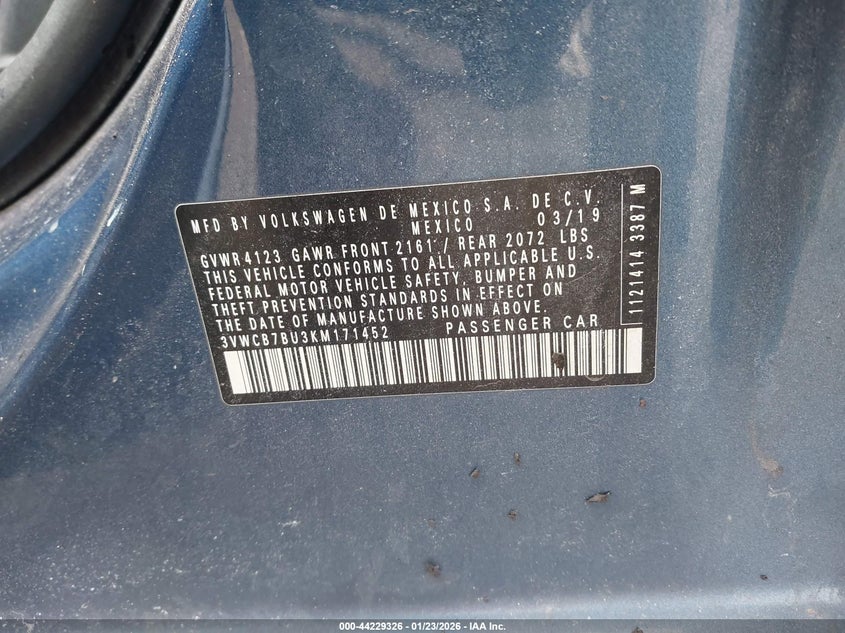 MFD BY VOLKSWAGEN DE MEXICO S.A. DE C.V.
MEXICO 03/19
GVWR 4123 GAWR FRONT 2161 / REAR 2072 LBS
THIS VEHICLE CONFORMS TO ALL APPLICABLE U.S.
FEDERAL MOTOR VEHICLE SAFETY, BUMPER AND
THEFT PREVENTION STANDARDS IN EFFECT ON
THE DATE OF MANUFACTURE SHOWN ABOVE.
3VWCB7BU3KM171452 PASSENGER CAR
1121414 3387 M
000-44229326 - 01/23/2026 - IAA Inc.